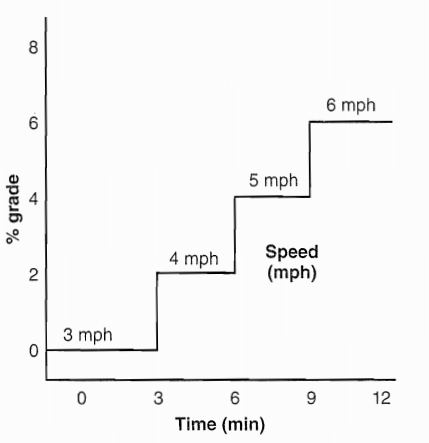 8
6 mph
6
5 mph
4
% grade
Speed
(mph)
4 mph
2
3 mph
0
0 3 6 9 12
Time (min)